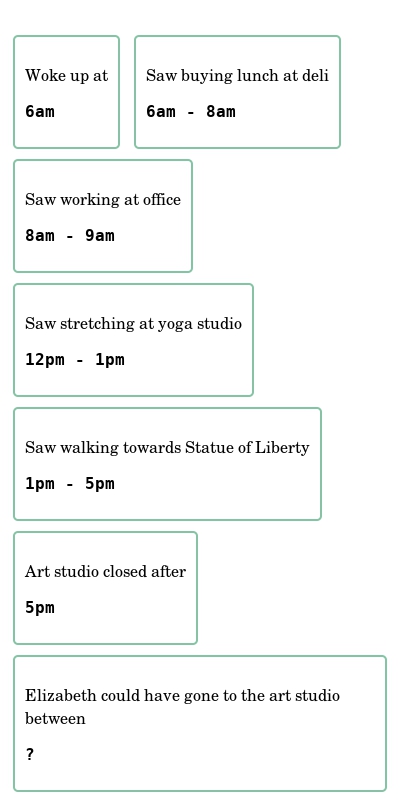 Woke up at
6am
Saw buying lunch at deli
6am - 8am
Saw working at office
8am - 9am
Saw stretching at yoga studio
12pm - 1pm
Saw walking towards Statue of Liberty
1pm - 5pm
Art studio closed after
5pm
Elizabeth could have gone to the art studio
between
?